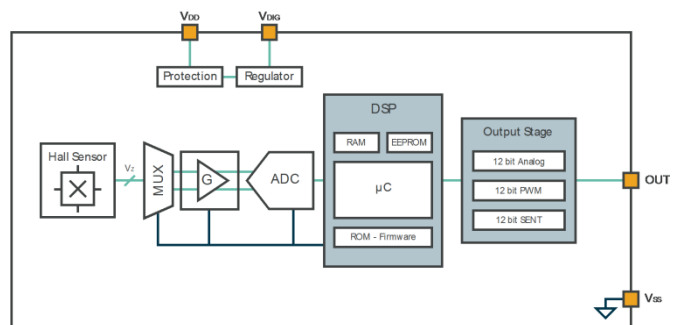 VDD
VDIG
Protection
Regulator
DSP
RAM
EEPROM
Output Stage
Hall Sensor
VZ
MUX
G
ADC
µC
12 bit Analog
12 bit PWM
12 bit SENT
OUT
ROM - Firmware
VSS